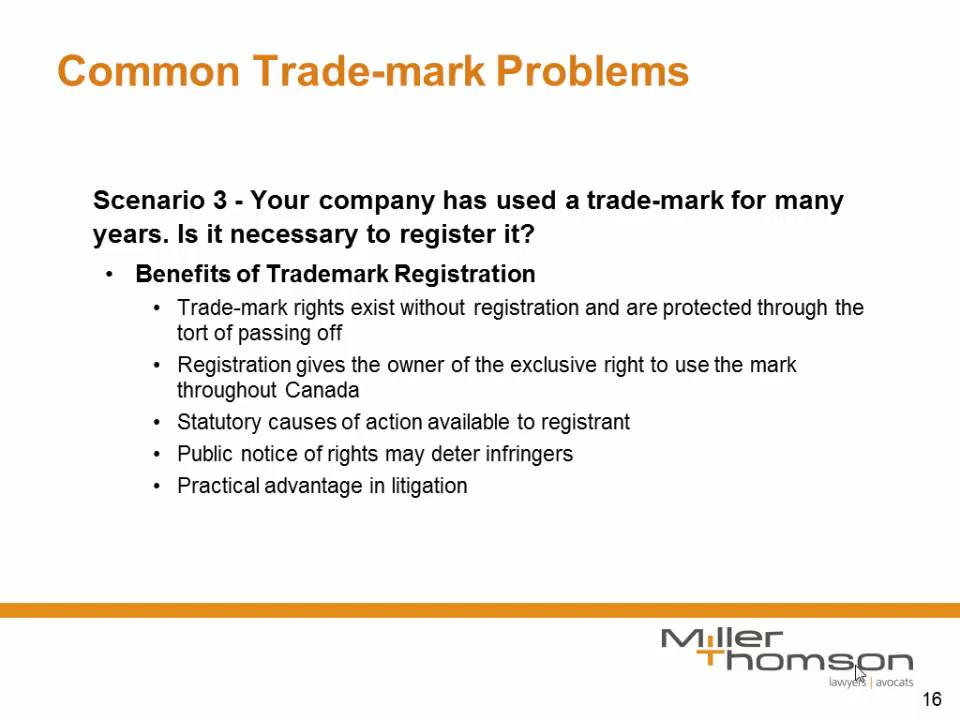 Common Trade-mark Problems
Scenario 3 - Your company has used a trade-mark for many
years. Is it necessary to register it?
• Benefits of Trademark Registration
• Trade-mark rights exist without registration and are protected through the
tort of passing off
• Registration gives the owner of the exclusive right to use the mark
throughout Canada
• Statutory causes of action available to registrant
• Public notice of rights may deter infringers
• Practical advantage in litigation
Miller
Thomson
lawyers | avocats
16